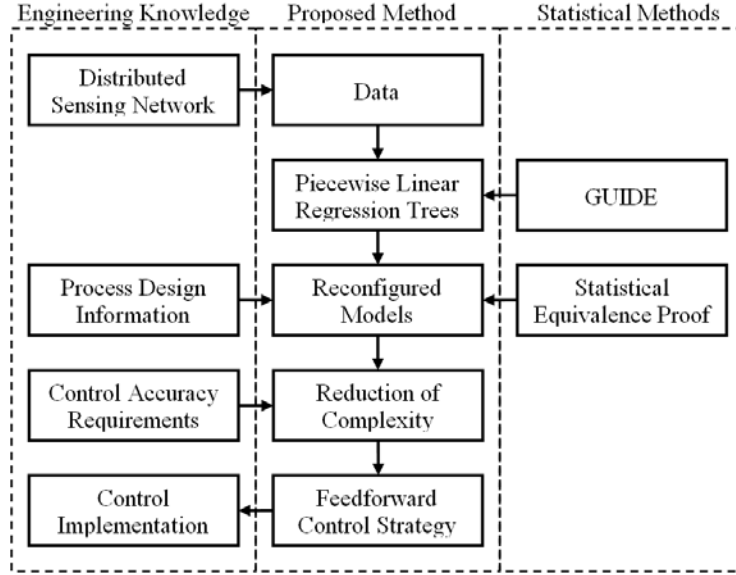 Engineering Knowledge
Proposed Method
Statistical Methods
Distributed
Sensing Network
Data
Piecewise Linear
Regression Trees
GUIDE
Process Design
Information
Reconfigured
Models
Statistical
Equivalence Proof
Control Accuracy
Requirements
Reduction of
Complexity
Control
Implementation
Feedforward
Control Strategy